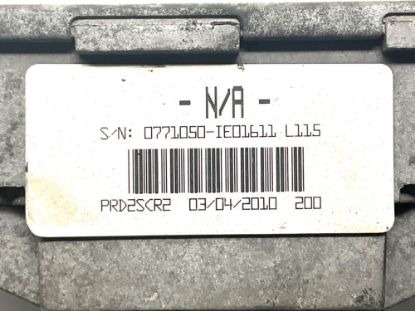 - N/A -
S/N: 0771050-IE01611 L115
PRD2SCR2 03/04/2010 200